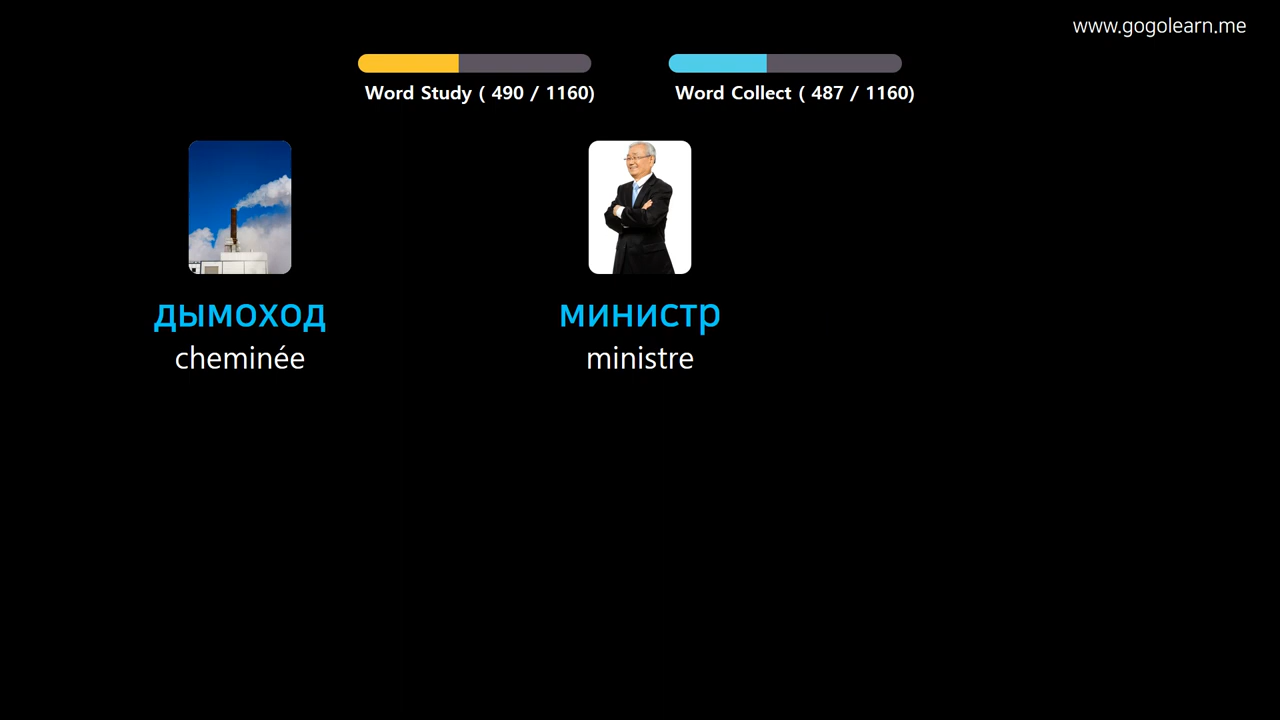 www.gogolearn.me
Word Study ( 490 / 1160)
Word Collect ( 487 / 1160)
дымоход
cheminée
министр
ministre